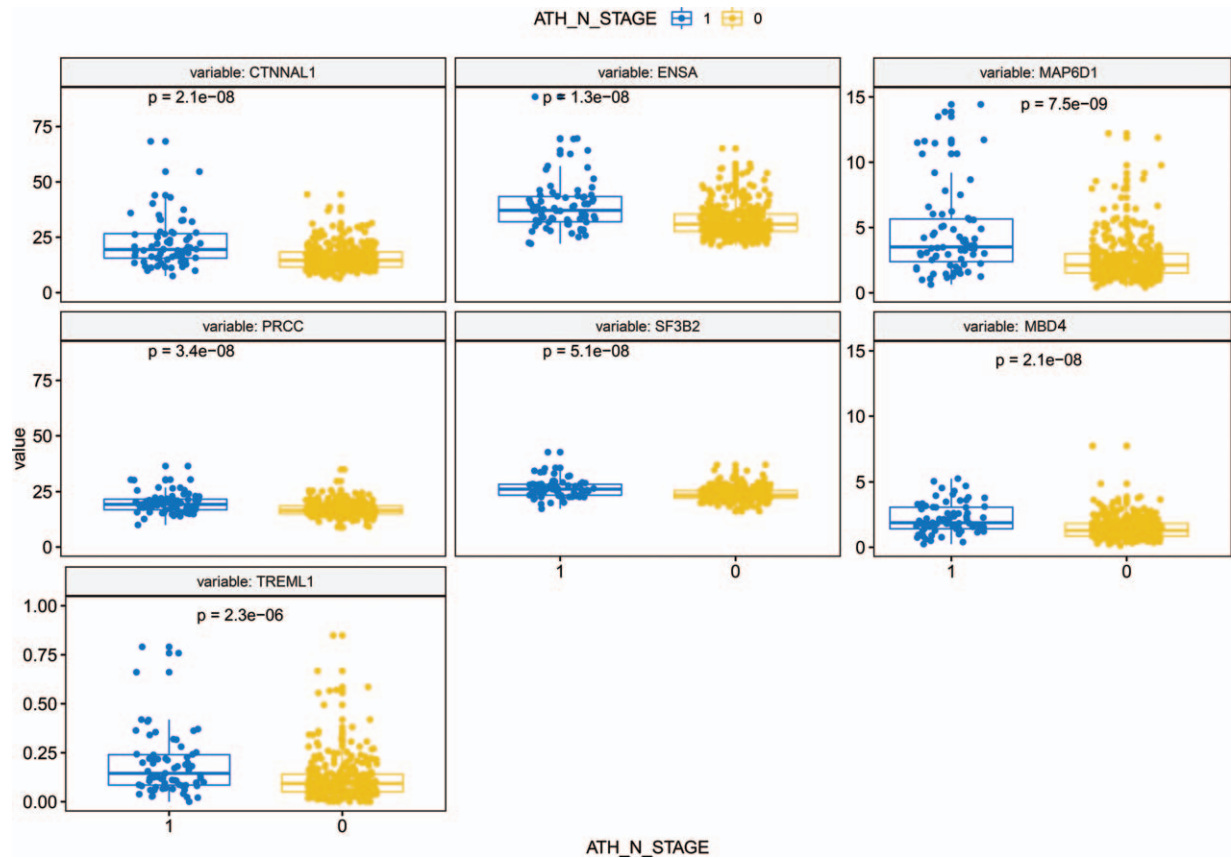 ATH_N_STAGE 1 0
variable: CTNNAL1
variable: ENSA
variable: MAP6D1
p = 2.1e−08
p = 1.3e−08
p = 7.5e−09
75
50
25
0
15
10
5
0
variable: PRCC
variable: SF3B2
variable: MBD4
p = 3.4e−08
p = 5.1e−08
p = 2.1e−08
value
75
50
25
0
15
10
5
0
1
0
1
0
variable: TREML1
p = 2.3e−06
1.00
0.75
0.50
0.25
0.00
1
0
ATH_N_STAGE